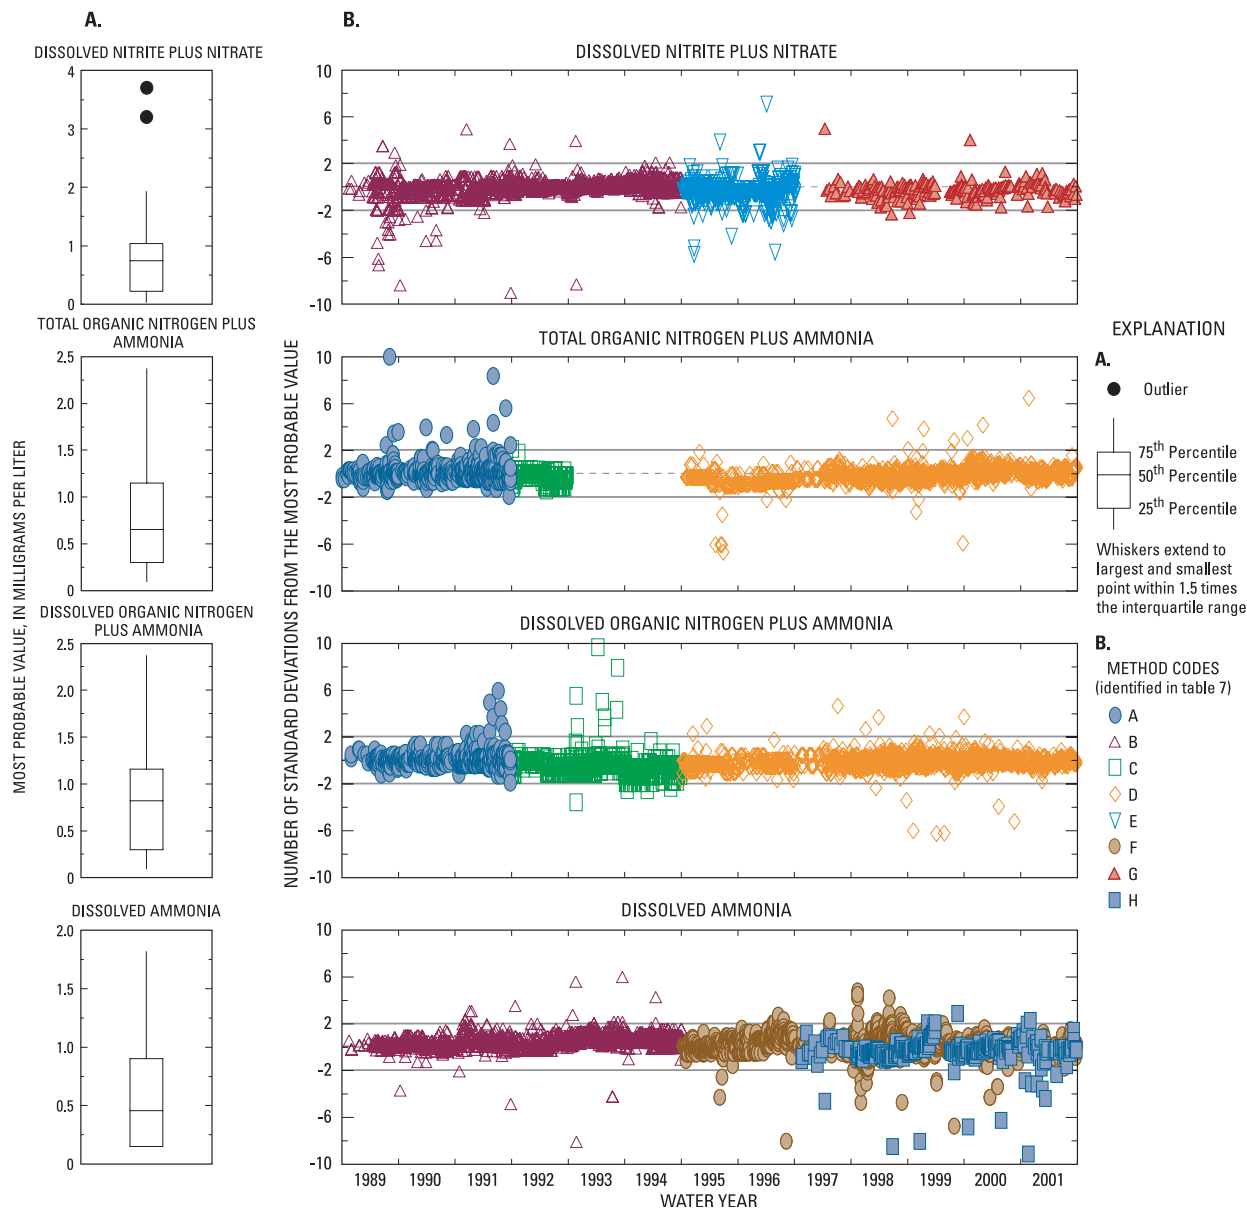 A.
B.
DISSOLVED NITRITE PLUS NITRATE
DISSOLVED NITRITE PLUS NITRATE
4
3
2
1
0
10
6
2
-2
-6
-10
TOTAL ORGANIC NITROGEN PLUS
AMMONIA
TOTAL ORGANIC NITROGEN PLUS AMMONIA
2.5
2.0
1.5
1.0
0.5
0
10
6
2
-2
-6
-10
DISSOLVED ORGANIC NITROGEN
PLUS AMMONIA
DISSOLVED ORGANIC NITROGEN PLUS AMMONIA
2.5
2.0
1.5
1.0
0.5
0
10
6
2
-2
-6
-10
DISSOLVED AMMONIA
DISSOLVED AMMONIA
2.0
1.5
1.0
0.5
0
10
6
2
-2
-6
-10
1989 1990 1991 1992 1993 1994 1995 1996 1997 1998 1999 2000 2001
WATER YEAR
MOST PROBABLE VALUE, IN MILLIGRAMS PER LITER
NUMBER OF STANDARD DEVIATIONS FROM THE MOST PROBABLE VALUE
EXPLANATION
A.
Outlier
75th Percentile
50th Percentile
25th Percentile
Whiskers extend to
largest and smallest
point within 1.5 times
the interquartile range
B.
METHOD CODES
(identified in table 7)
A
B
C
D
E
F
G
H